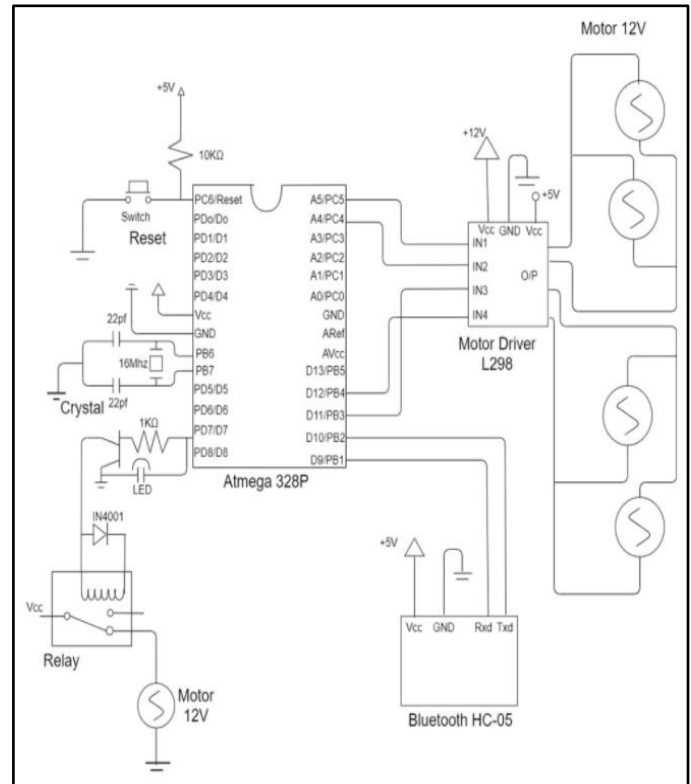 Motor 12V
+5V
10KΩ
Switch
Reset
PC6/Reset
PDo/Do
PD1/D1
PD2/D2
PD3/D3
PD4/D4
Vcc
GND
PB6
PB7
PD5/D5
PD6/D6
PD7/D7
PD8/D8
A5/PC5
A4/PC4
A3/PC3
A2/PC2
A1/PC1
A0/PC0
GND
ARef
AVcc
D13/PB5
D12/PB4
D11/PB3
D10/PB2
D9/PB1
Atmega 328P
22pf
16Mhz
Crystal 22pf
1KΩ
LED
IN4001
Vcc
Relay
Motor
12V
+12V
+5V
Vcc GND Vcc
IN1
IN2
O/P
IN3
IN4
Motor Driver
L298
+5V
Vcc GND Rxd Txd
Bluetooth HC-05